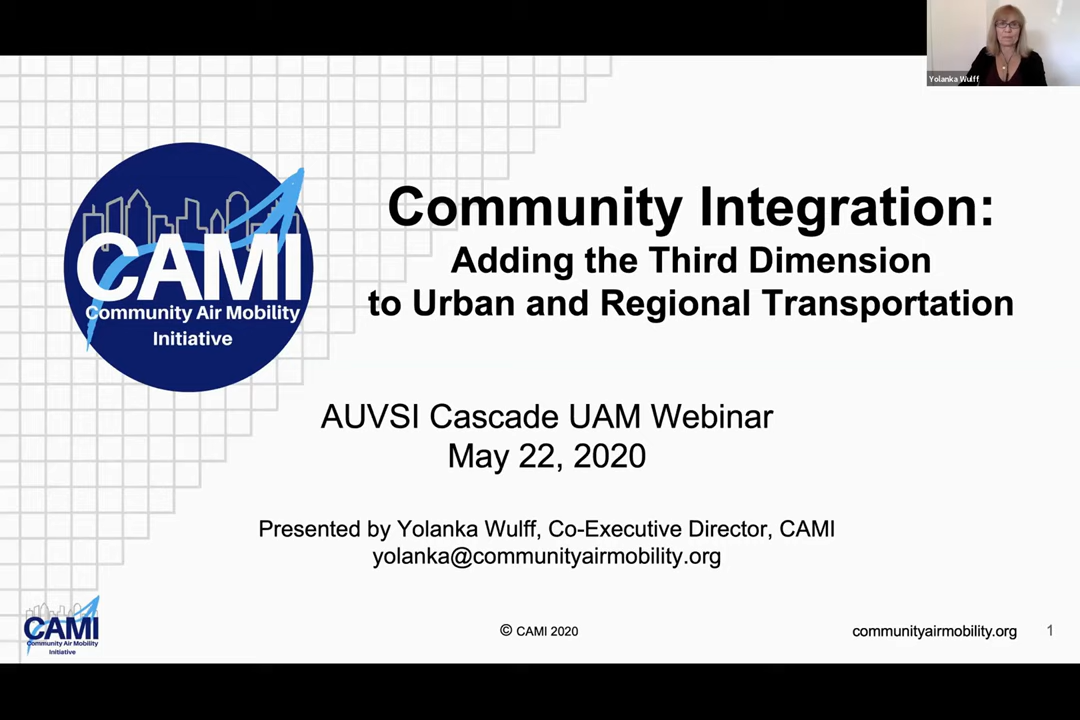 Yolanka Wulff
CAMI
Community Air Mobility
Initiative
Community Integration:
Adding the Third Dimension
to Urban and Regional Transportation
AUVSI Cascade UAM Webinar
May 22, 2020
Presented by Yolanka Wulff, Co-Executive Director, CAMI
yolanka@communityairmobility.org
CAMI
Community Air Mobility
Initiative
© CAMI 2020
communityairmobility.org
1